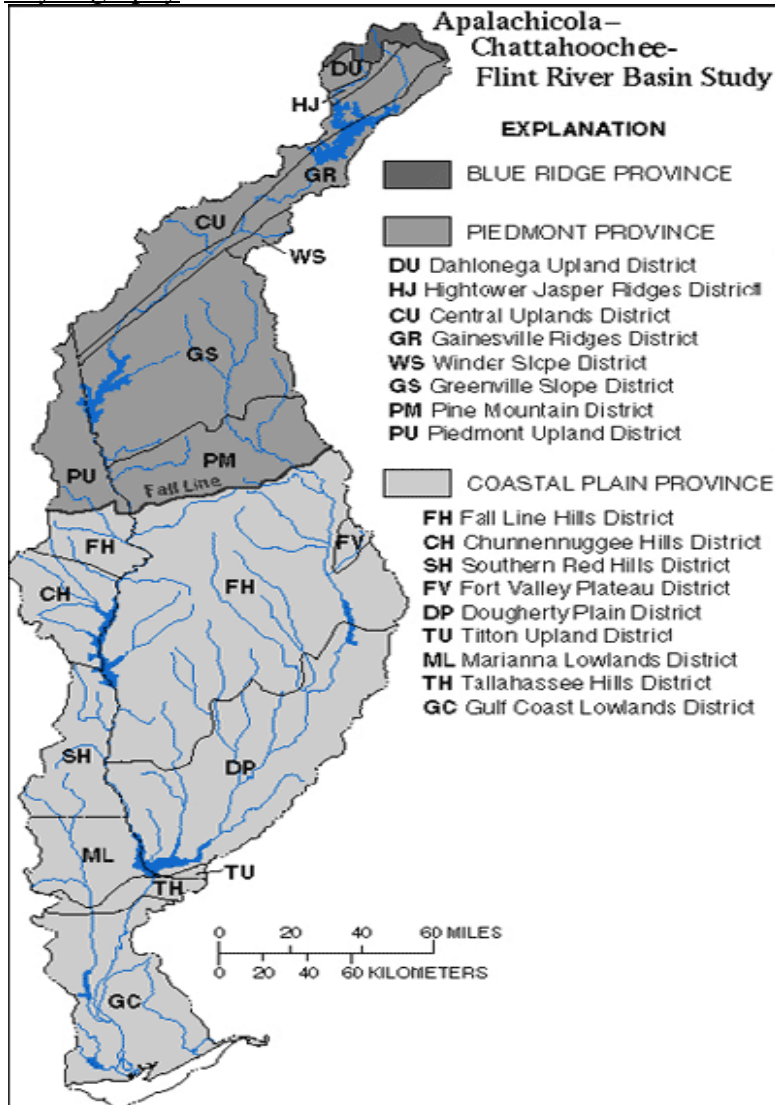 Apalachicola–
Chattahoochee-
Flint River Basin Study
EXPLANATION
BLUE RIDGE PROVINCE
PIEDMONT PROVINCE
DU Dahlonega Upland District
HJ Hightower Jasper Ridges District
CU Central Uplands District
GR Gainesville Ridges District
WS Winder Slope District
GS Greenville Slope District
PM Pine Mountain District
PU Piedmont Upland District
COASTAL PLAIN PROVINCE
FH Fall Line Hills District
CH Chunnennuggee Hills District
SH Southern Red Hills District
FV Fort Valley Plateau District
DP Dougherty Plain District
TU Tifton Upland District
ML Marianna Lowlands District
TH Tallahassee Hills District
GC Gulf Coast Lowlands District
DU
HJ
GR
CU
WS
GS
PM
PU
Fall Line
FH
FV
CH
FH
SH
DP
ML
TU
TH
GC
0 20 40 60 MILES
0 20 40 60 KILOMETERS